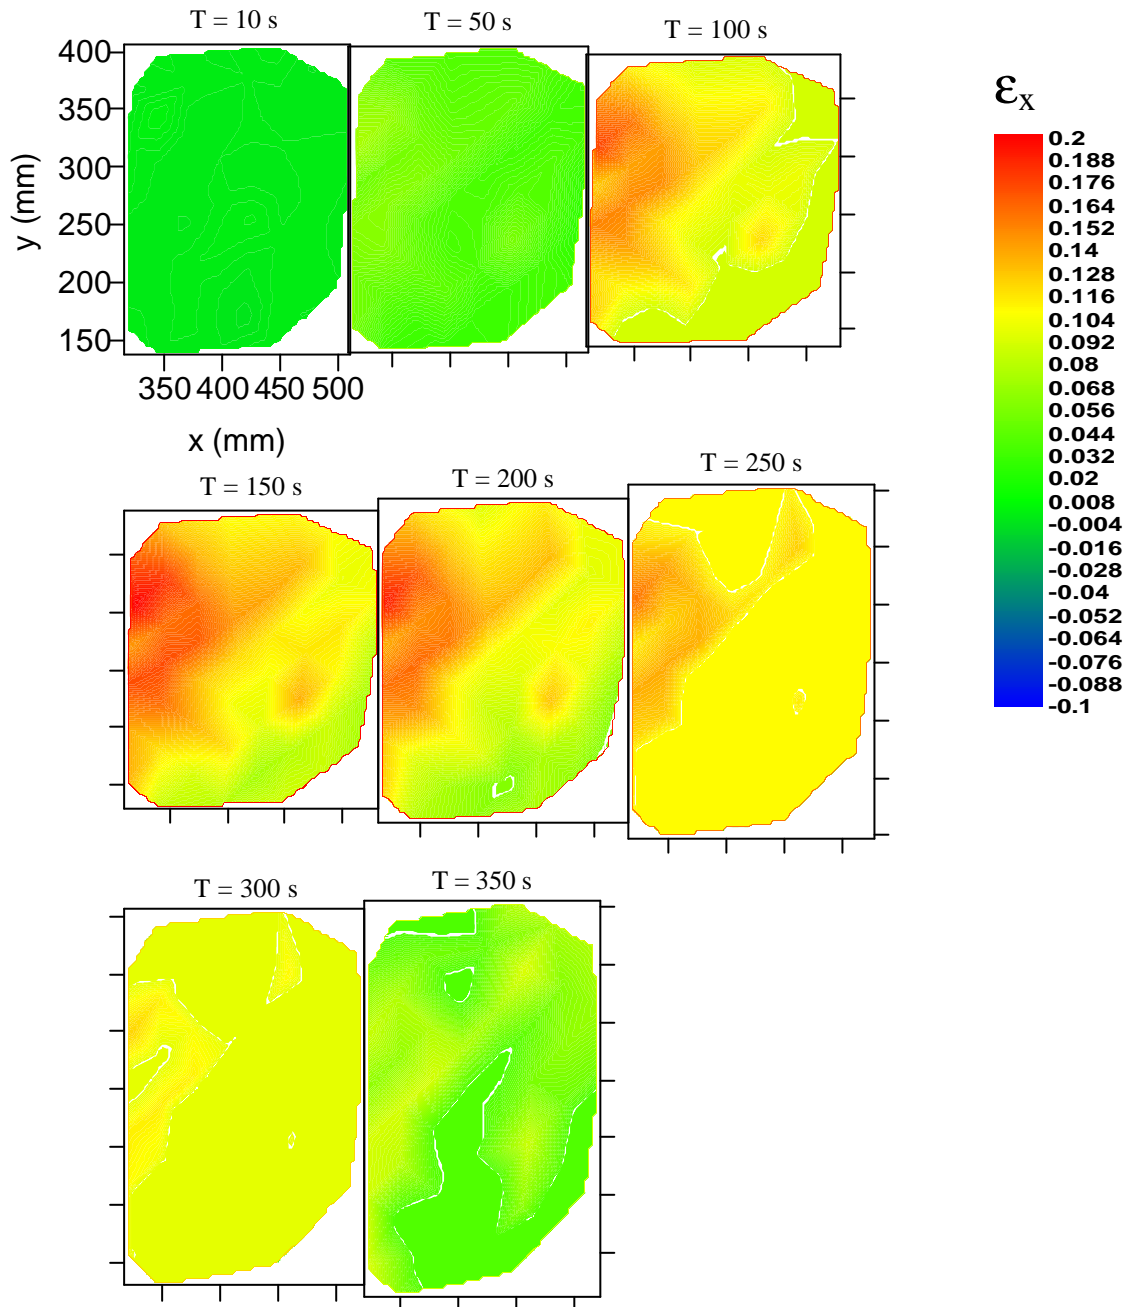 T = 10 s
T = 50 s
T = 100 s
400
350
300
250
200
150
y (mm)
350 400 450 500
x (mm)
εx
0.2
0.188
0.176
0.164
0.152
0.14
0.128
0.116
0.104
0.092
0.08
0.068
0.056
0.044
0.032
0.02
0.008
-0.004
-0.016
-0.028
-0.04
-0.052
-0.064
-0.076
-0.088
-0.1
T = 150 s
T = 200 s
T = 250 s
T = 300 s
T = 350 s